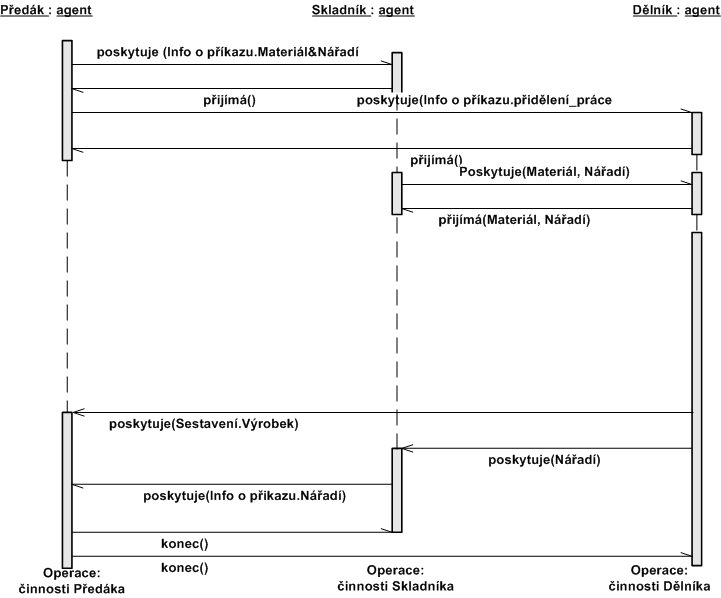 Předák : agent
Skladník : agent
Dělník : agent
poskytuje (Info o příkazu.Materiál&Nářadí
přijímá()
poskytuje(Info o příkazu.přidělení_práce
přijímá()
Poskytuje(Materiál, Nářadí)
přijímá(Materiál, Nářadí)
poskytuje(Sestavení.Výrobek)
poskytuje(Nářadí)
poskytuje(Info o přikazu.Nářadí)
konec()
konec()
Operace:
činnosti Předáka
Operace:
činnosti Skladníka
Operace:
činnosti Dělníka